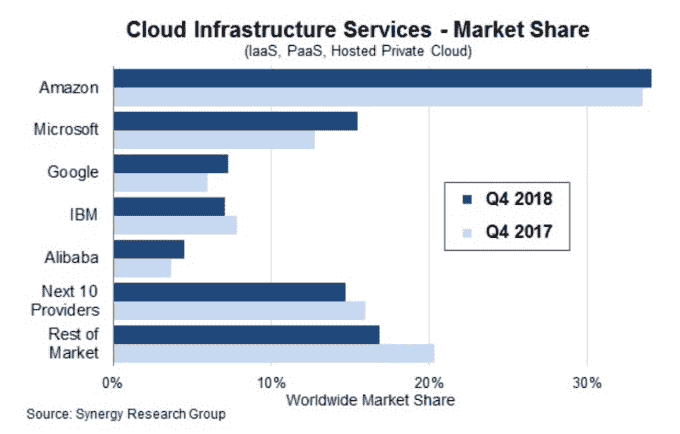 Cloud Infrastructure Services - Market Share
(IaaS, PaaS, Hosted Private Cloud)
Amazon
Microsoft
Google
IBM
Alibaba
Next 10
Providers
Rest of
Market
Q4 2018
Q4 2017
0% 10% 20% 30%
Worldwide Market Share
Source: Synergy Research Group